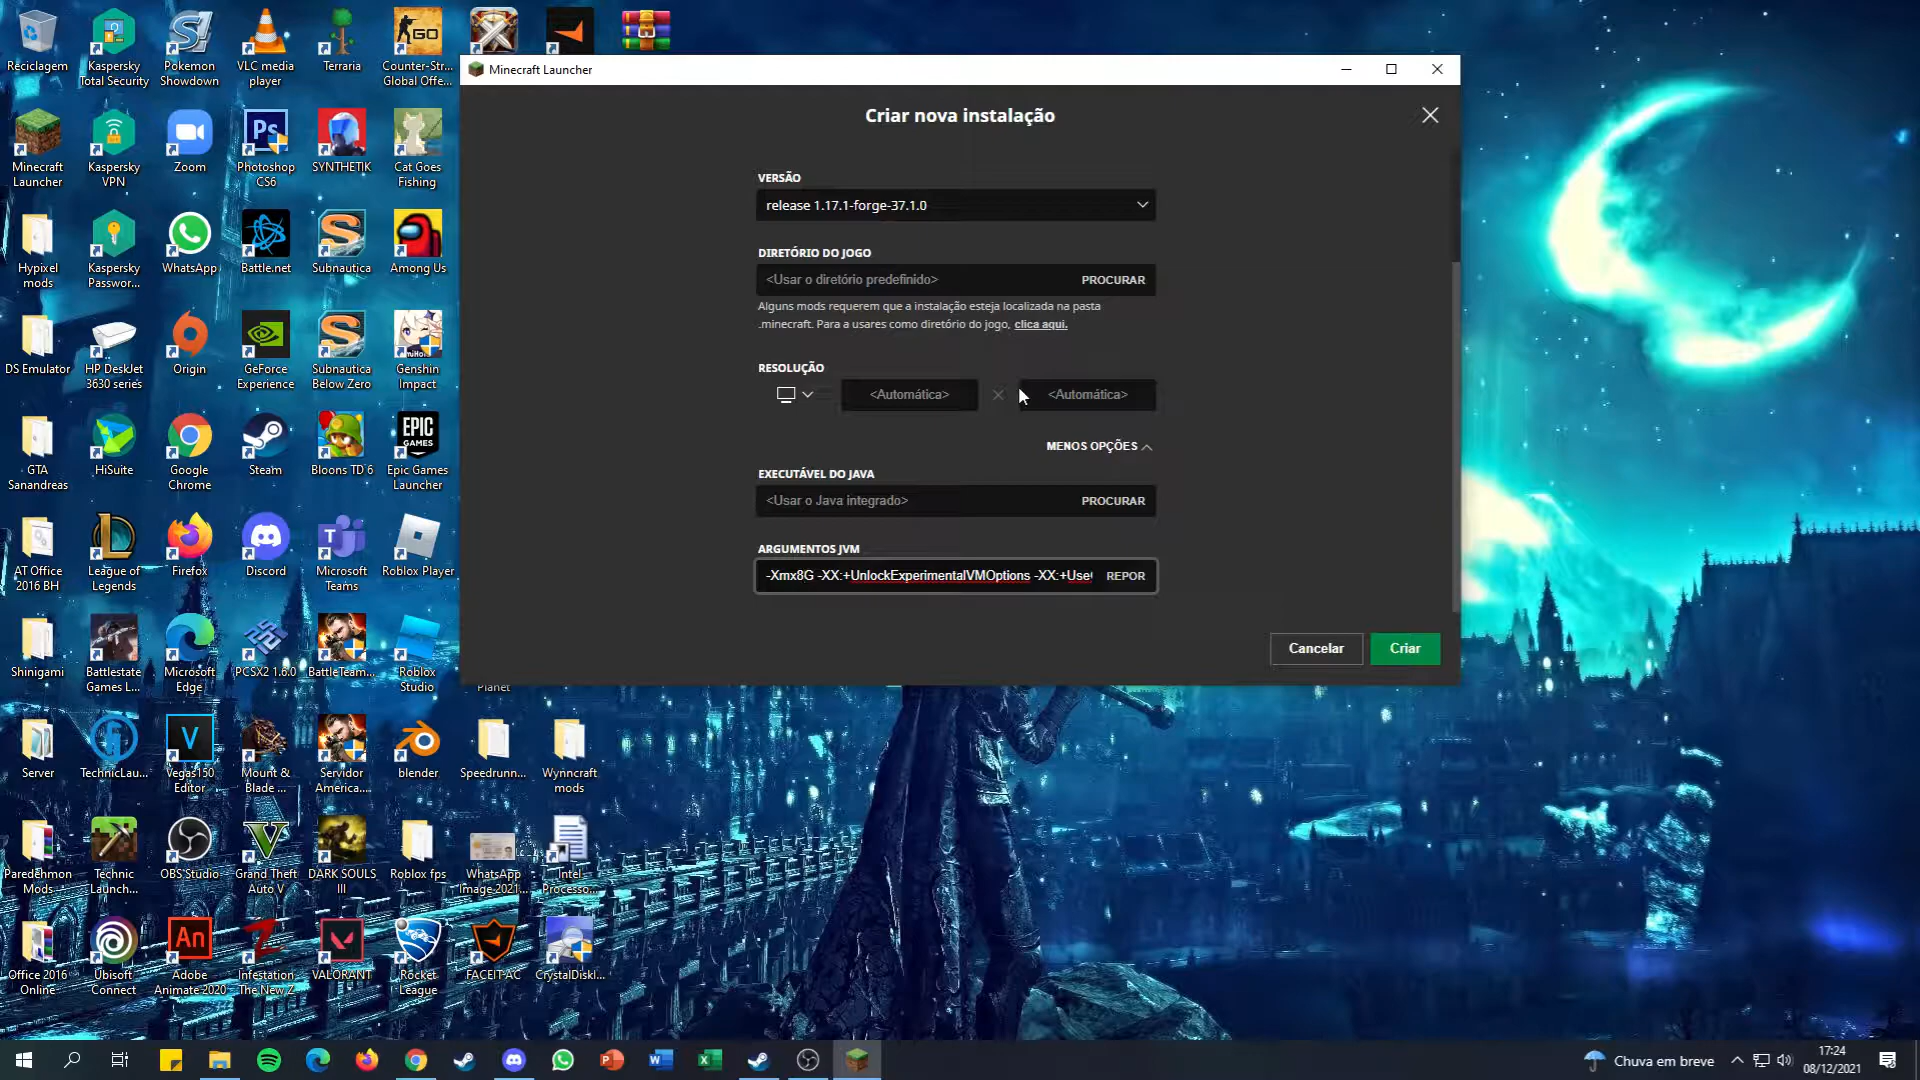 Reciclagem
Kaspersky
Total Security
Pokemon
Showdown
VLC media
player
Terraria
Counter-Str...
Global Offe...
Minecraft
Launcher
Kaspersky
VPN
Zoom
Photoshop
CS6
SYNTHETIK
Cat Goes
Fishing
Hypixel
mods
Kaspersky
Passwor...
WhatsApp
Battle.net
Subnautica
Among Us
DS Emulator
HP DeskJet
3630 series
Origin
GeForce
Experience
Subnautica
Below Zero
Genshin
Impact
GTA
Sanandreas
HiSuite
Google
Chrome
Steam
Bloons TD 6
Epic Games
Launcher
AT Office
2016 BH
League of
Legends
Firefox
Discord
Microsoft
Teams
Roblox Player
Shinigami
Battlestate
Games L...
Microsoft
Edge
PCSX2 1.6.0
BattleTeam...
Roblox
Studio
Planet
Server
TechnicLau...
Vegas150
Editor
Mount &
Blade ...
Servidor
America....
blender
Speedrunn...
Wynncraft
mods
Paredehmon
Mods
Technic
Launch...
OBS Studio
Grand Theft
Auto V
DARK SOULS
III
Roblox fps
WhatsApp
Image 2021...
Intel
Processo...
Office 2016
Online
Ubisoft
Connect
Adobe
Animate 2020
Infestation
The New Z
VALORANT
Rocket
League
FACEIT AC
CrystalDiskI...
Minecraft Launcher
Criar nova instalação
VERSÃO
release 1.17.1-forge-37.1.0
DIRETÓRIO DO JOGO
<Usar o diretório predefinido>
PROCURAR
Alguns mods requerem que a instalação esteja localizada na pasta
.minecraft. Para a usares como diretório do jogo, clica aqui.
RESOLUÇÃO
<Automática>
<Automática>
MENOS OPÇÕES
EXECUTÁVEL DO JAVA
<Usar o Java integrado>
PROCURAR
ARGUMENTOS JVM
-Xmx8G -XX:+UnlockExperimentalVMOptions -XX:+Use
REPOR
Cancelar
Criar
Chuva em breve
17:24
08/12/2021